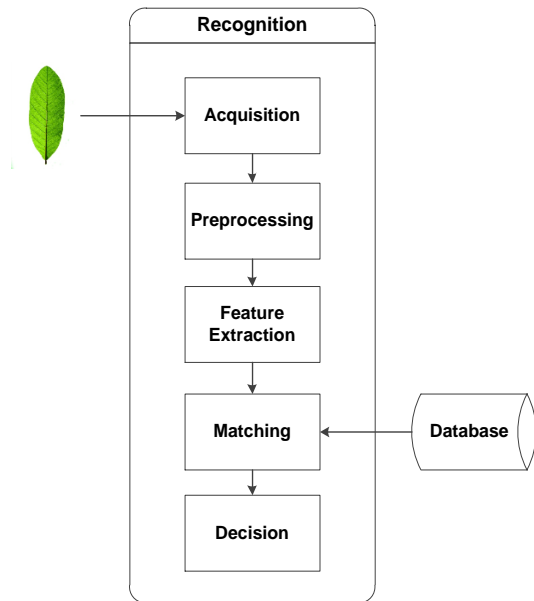 Recognition
Acquisition
Preprocessing
Feature
Extraction
Matching
Database
Decision